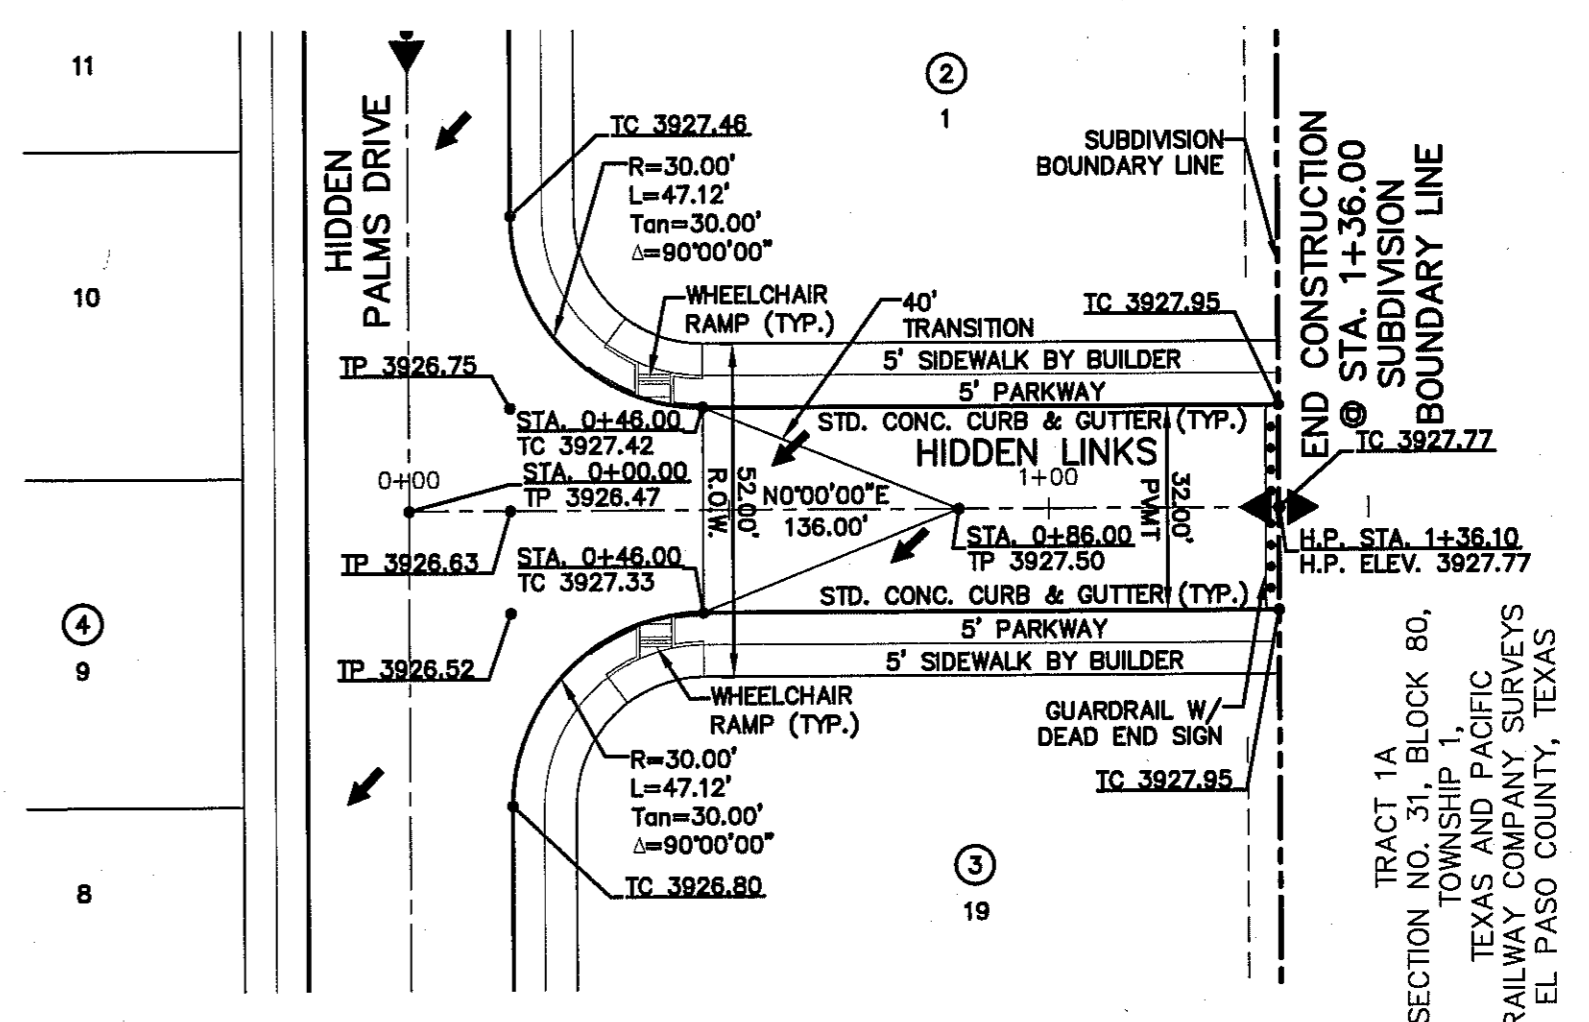 11
10
4
9
8
HIDDEN
PALMS DRIVE
TC 3927.46
R=30.00'
L=47.12'
Tan=30.00'
Δ=90°00'00"
2
1
SUBDIVISION
BOUNDARY LINE
WHEELCHAIR
RAMP (TYP.)
40'
TRANSITION
TC 3927.95
5' SIDEWALK BY BUILDER
5' PARKWAY
STD. CONC. CURB & GUTTER (TYP.)
HIDDEN LINKS
TP 3926.75
STA. 0+46.00
TC 3927.42
0+00
STA. 0+00.00
TP 3926.47
52.00'
R.O.W.
N0°00'00"E
136.00'
1+00
32.00'
PVMT
STA. 0+86.00
TP 3927.50
TP 3926.63
STA. 0+46.00
TC 3927.33
STD. CONC. CURB & GUTTER (TYP.)
5' PARKWAY
5' SIDEWALK BY BUILDER
TP 3926.52
WHEELCHAIR
RAMP (TYP.)
GUARDRAIL W/
DEAD END SIGN
TC 3927.95
R=30.00'
L=47.12'
Tan=30.00'
Δ=90°00'00"
TC 3926.80
3
19
END CONSTRUCTION
@ STA. 1+36.00
SUBDIVISION
BOUNDARY LINE
TC 3927.77
H.P. STA. 1+36.10
H.P. ELEV. 3927.77
TRACT 1A
SECTION NO. 31, BLOCK 80,
TOWNSHIP 1,
TEXAS AND PACIFIC
RAILWAY COMPANY SURVEYS
EL PASO COUNTY, TEXAS